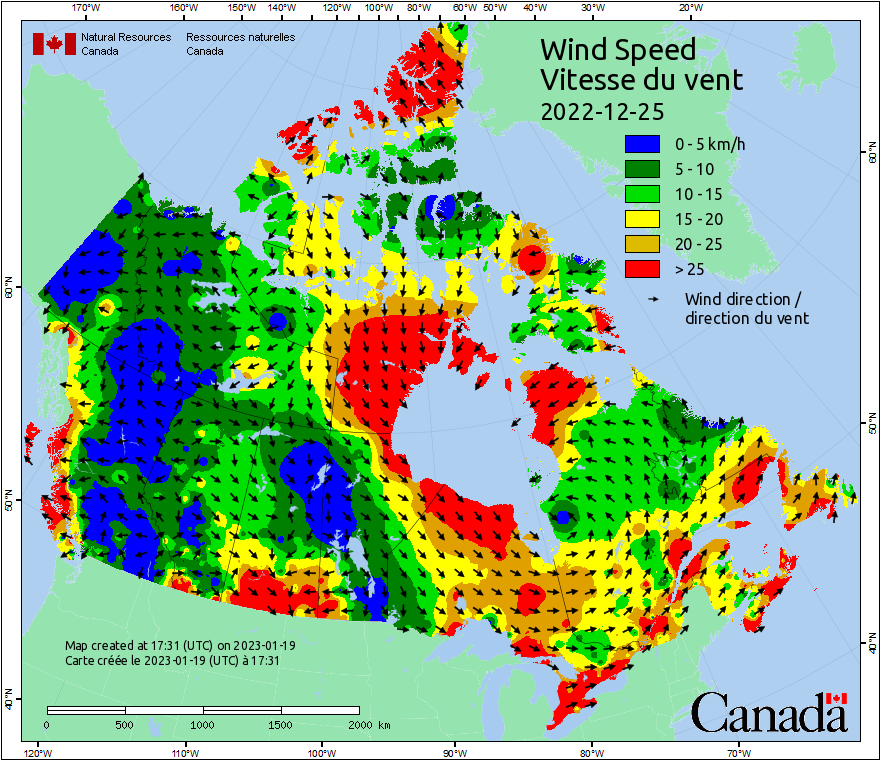 170°W 160°W 150°W 140°W 130°W 120°W 110°W 100°W 80°W 60°W 50°W 40°W 30°W 20°W
Natural Resources Ressources naturelles
Canada Canada
Wind Speed
Vitesse du vent
2022-12-25
0 - 5 km/h
5 - 10
10 - 15
15 - 20
20 - 25
> 25
Wind direction /
direction du vent
60°N
60°N
50°N
50°N
40°N
40°N
Map created at 17:31 (UTC) on 2023-01-19
Carte créée le 2023-01-19 (UTC) à 17:31
0 500 1000 1500 2000 km
Canada
120°W 110°W 100°W 90°W 80°W 70°W